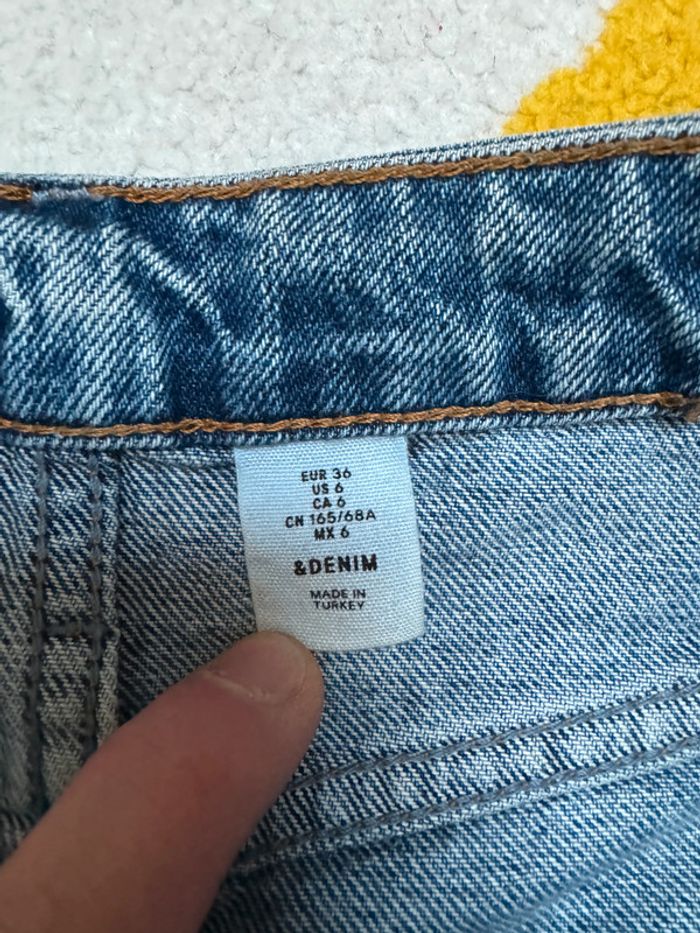 EUR 36
US 6
CA 6
CN 165/68A
MX 6
&DENIM
MADE IN
TURKEY